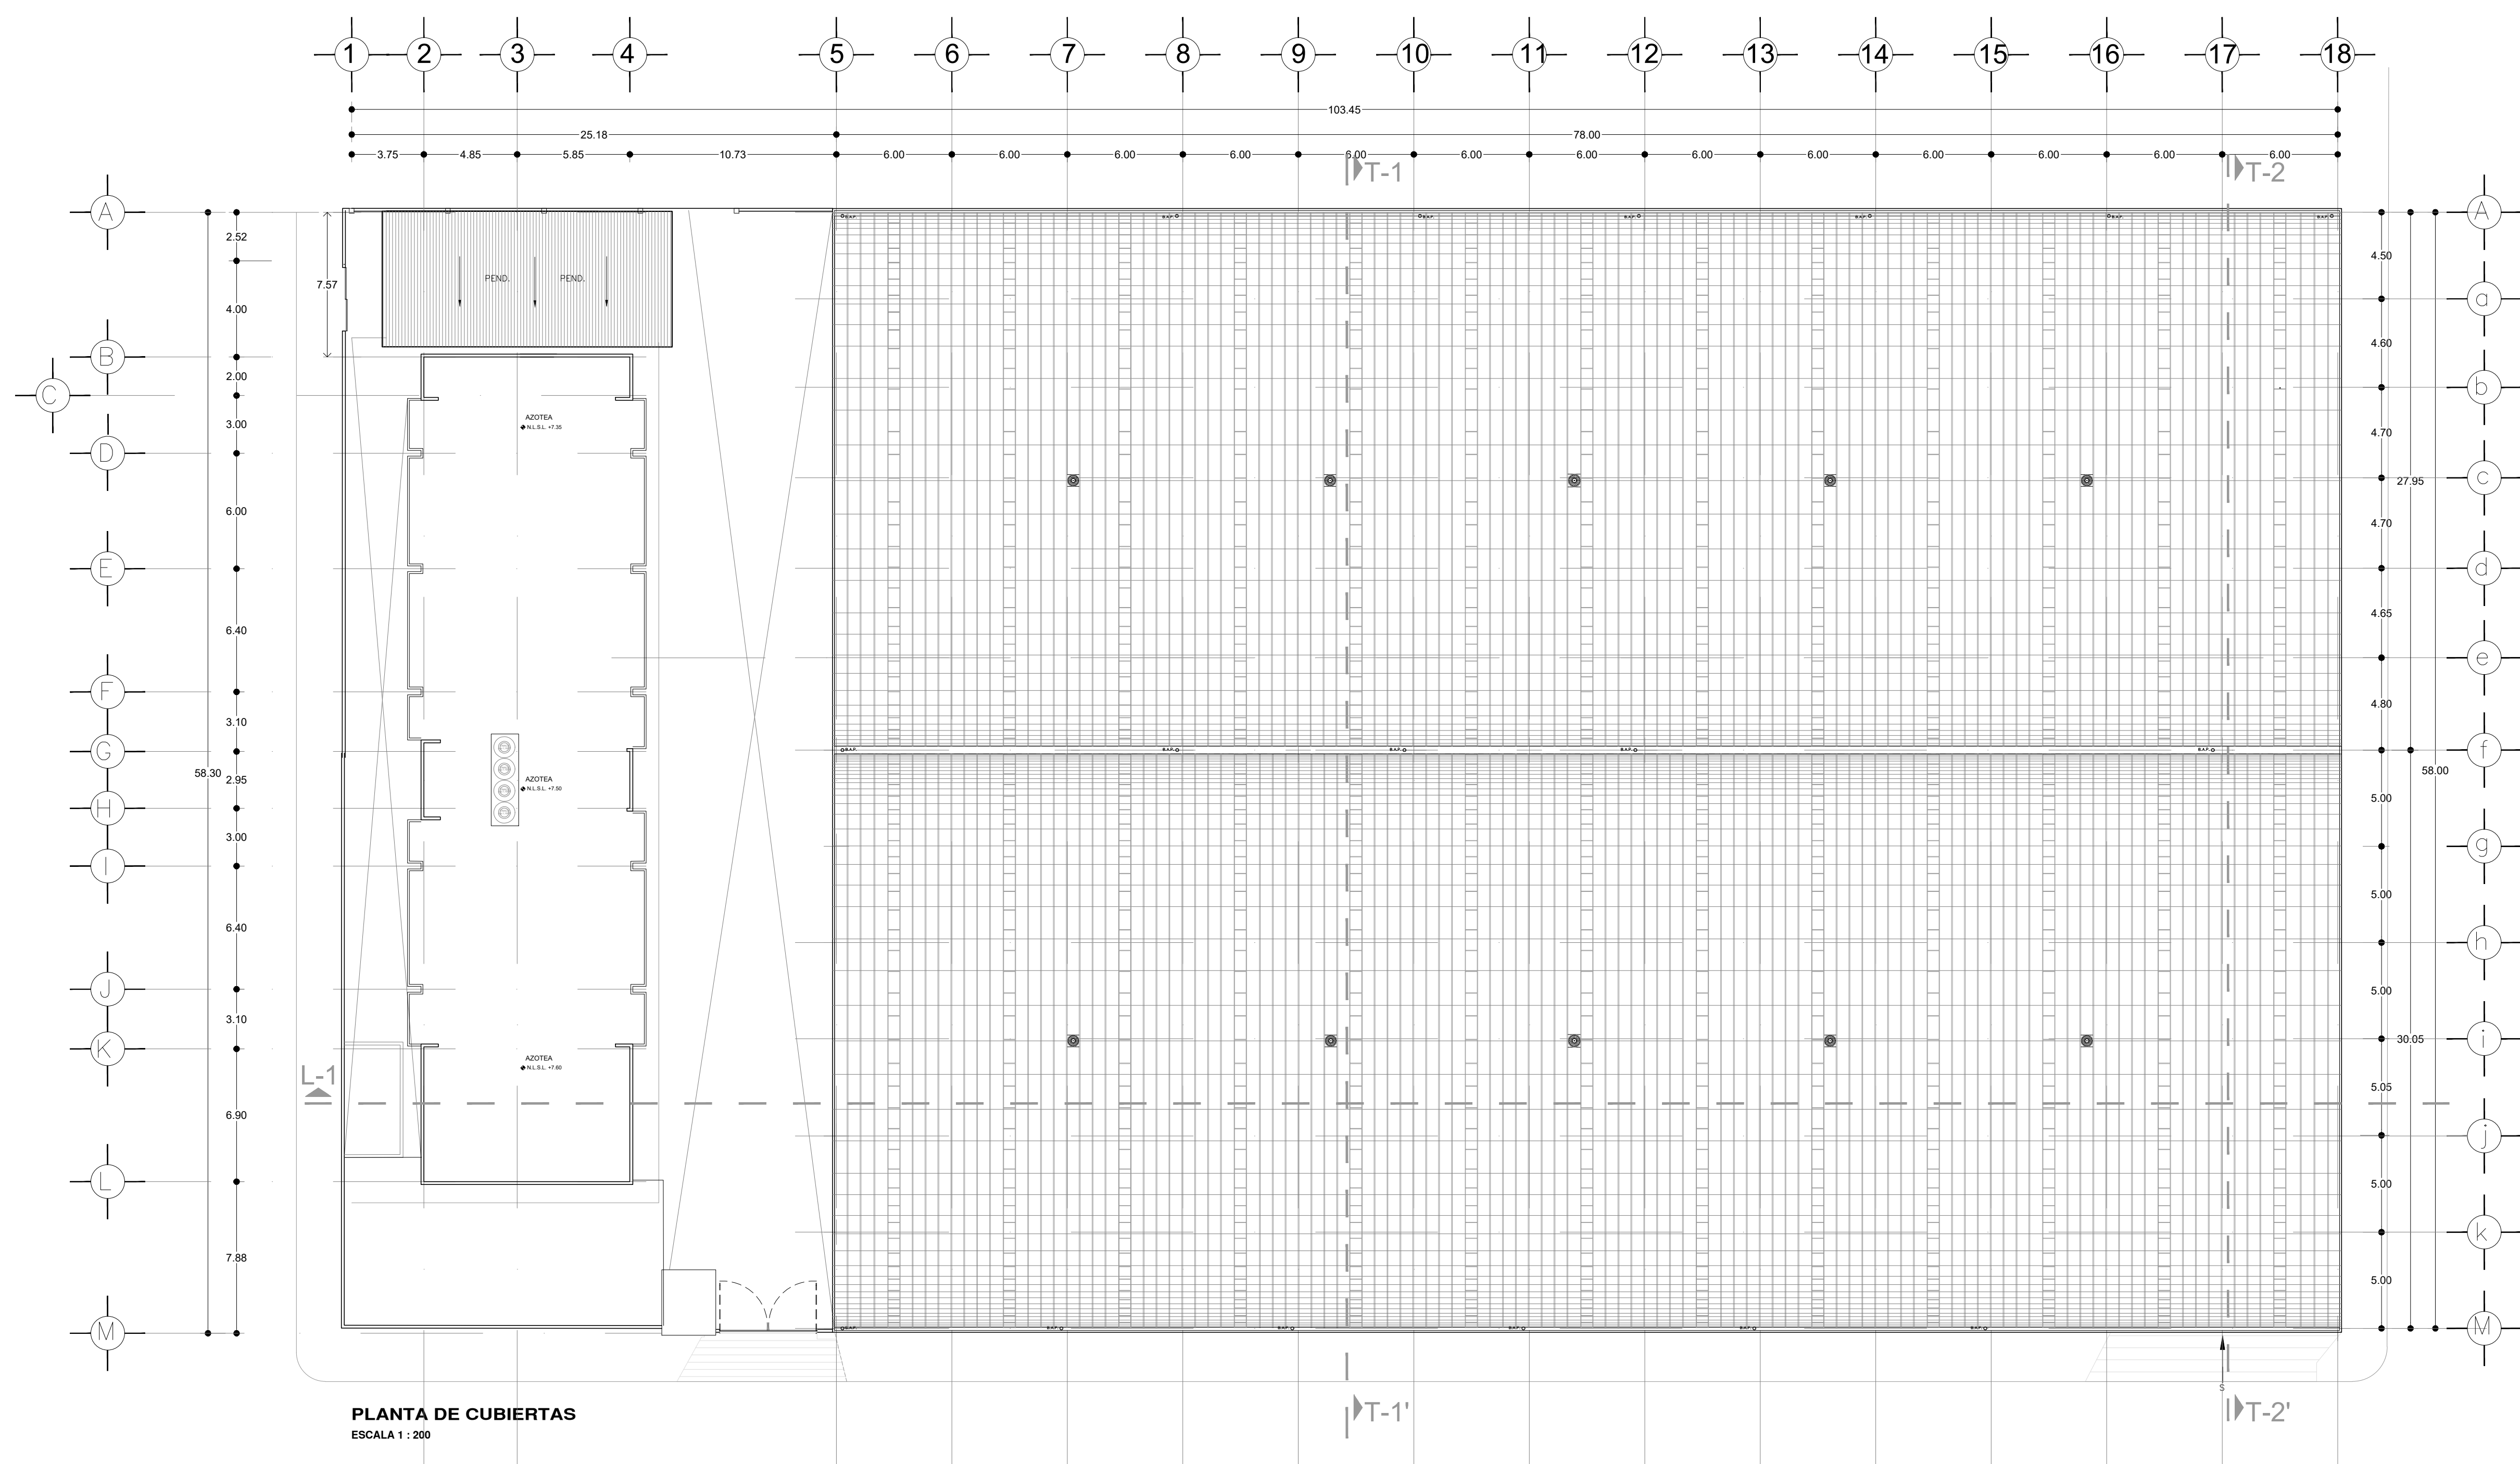 1 2 3 4 5 6 7 8 9 10 11 12 13 14 15 16 17 18
103.45
25.18 78.00
3.75 4.85 5.85 10.73 6.00 6.00 6.00 6.00 6.00 6.00 6.00 6.00 6.00 6.00 6.00 6.00 6.00
T-1 T-2
A A
B.A.P. B.A.P. B.A.P. B.A.P. B.A.P. B.A.P. B.A.P.
2.52
4.50
PEND. PEND.
7.57
a
4.00
4.60
B
2.00
b
C
AZOTEA
3.00
N.L.S.L. +7.35
4.70
D
c
27.95
6.00
4.70
E d
4.65
6.40
e
F
4.80
3.10
G f
B.A.P. B.A.P. B.A.P. B.A.P. B.A.P.
58.30
58.00
2.95
AZOTEA
N.L.S.L. +7.50
5.00
H
3.00
g
I
5.00
6.40
h
J
5.00
3.10
i
30.05
K
AZOTEA
N.L.S.L. +7.60
L-1
5.05
6.90
j
L
5.00
k
7.88
5.00
M M
B.A.P. B.A.P. B.A.P. B.A.P. B.A.P. B.A.P.
S
PLANTA DE CUBIERTAS
ESCALA 1 : 200
T-1' T-2'